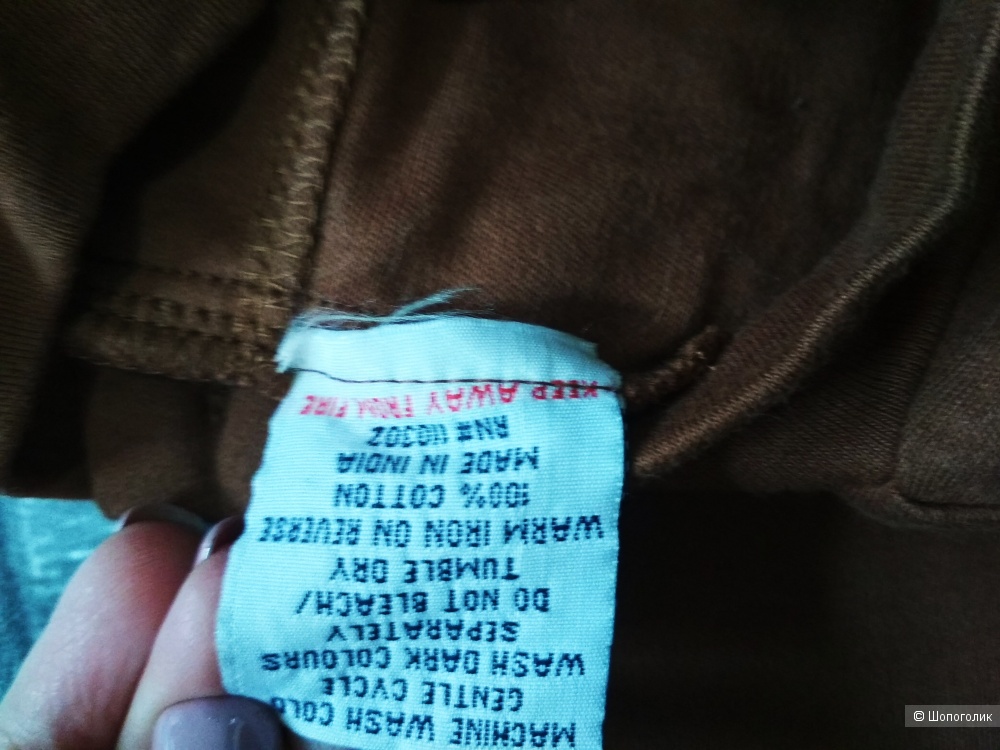 MACHINE WASH COLD
GENTLE CYCLE
WASH DARK COLOURS
SEPARATELY
DO NOT BLEACH/
TUMBLE DRY
WARM IRON ON REVERSE
100% COTTON
MADE IN INDIA
RN# 110302
KEEP AWAY FROM FIRE
© Шопоголик